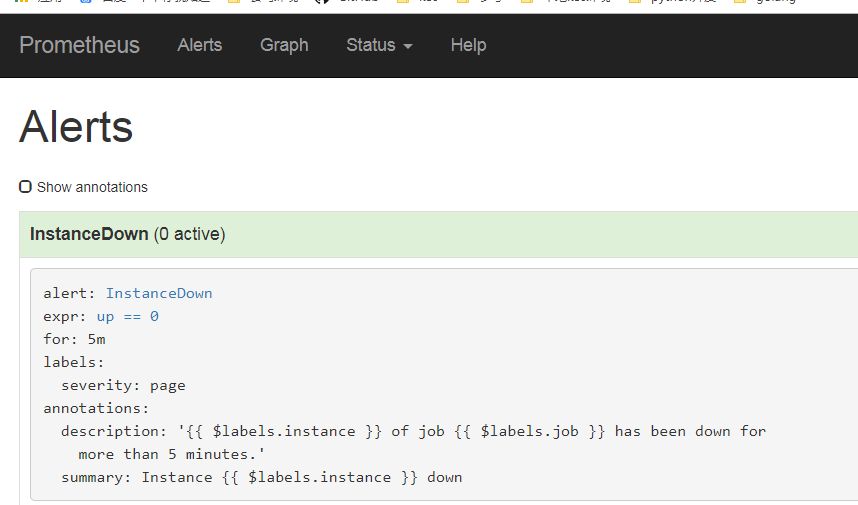 Prometheus Alerts Graph Status Help
Alerts
Show annotations
InstanceDown (0 active)
alert: InstanceDown
expr: up == 0
for: 5m
labels:
severity: page
annotations:
description: '{{ $labels.instance }} of job {{ $labels.job }} has been down for
more than 5 minutes.'
summary: Instance {{ $labels.instance }} down